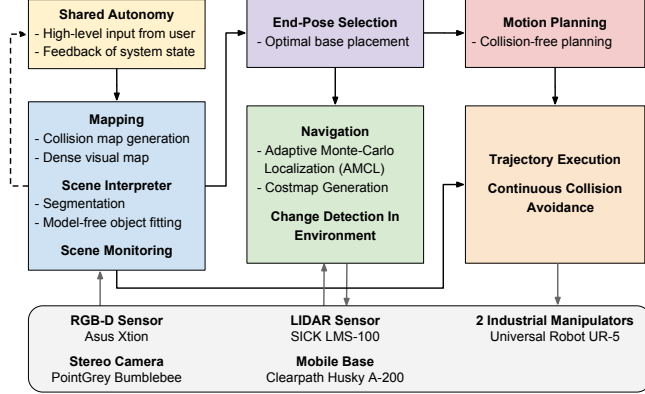 Shared Autonomy
- High-level input from user
- Feedback of system state
End-Pose Selection
- Optimal base placement
Motion Planning
- Collision-free planning
Mapping
- Collision map generation
- Dense visual map
Scene Interpreter
- Segmentation
- Model-free object fitting
Scene Monitoring
Navigation
- Adaptive Monte-Carlo
Localization (AMCL)
- Costmap Generation
Change Detection In
Environment
Trajectory Execution
Continuous Collision
Avoidance
RGB-D Sensor
Asus Xtion
Stereo Camera
PointGrey Bumblebee
LIDAR Sensor
SICK LMS-100
Mobile Base
Clearpath Husky A-200
2 Industrial Manipulators
Universal Robot UR-5